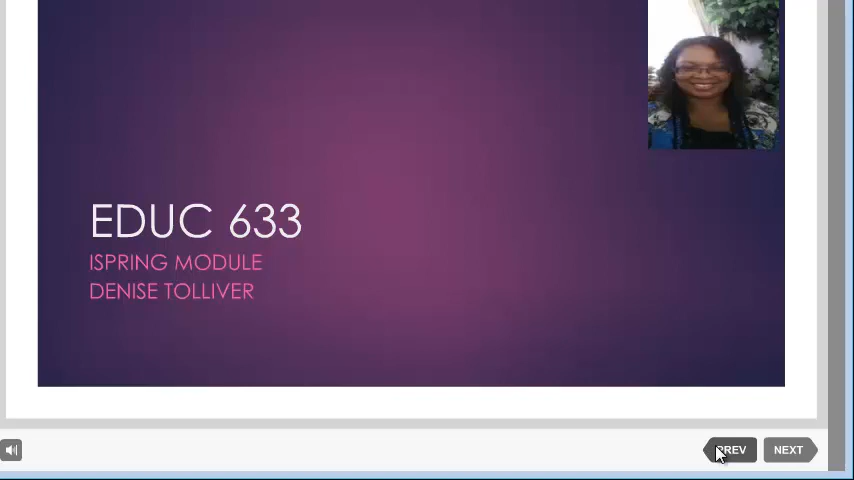 EDUC 633
ISPRING MODULE
DENISE TOLLIVER
PREV
NEXT